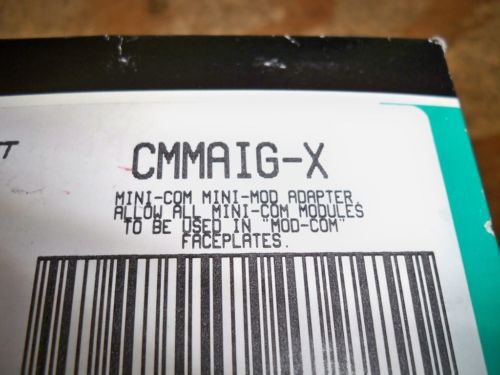 CMMAIG-X
MINI-COM MINI-MOD ADAPTER,
ALLOW ALL MINI-COM MODULES
TO BE USED IN "MOD-COM"
FACEPLATES.